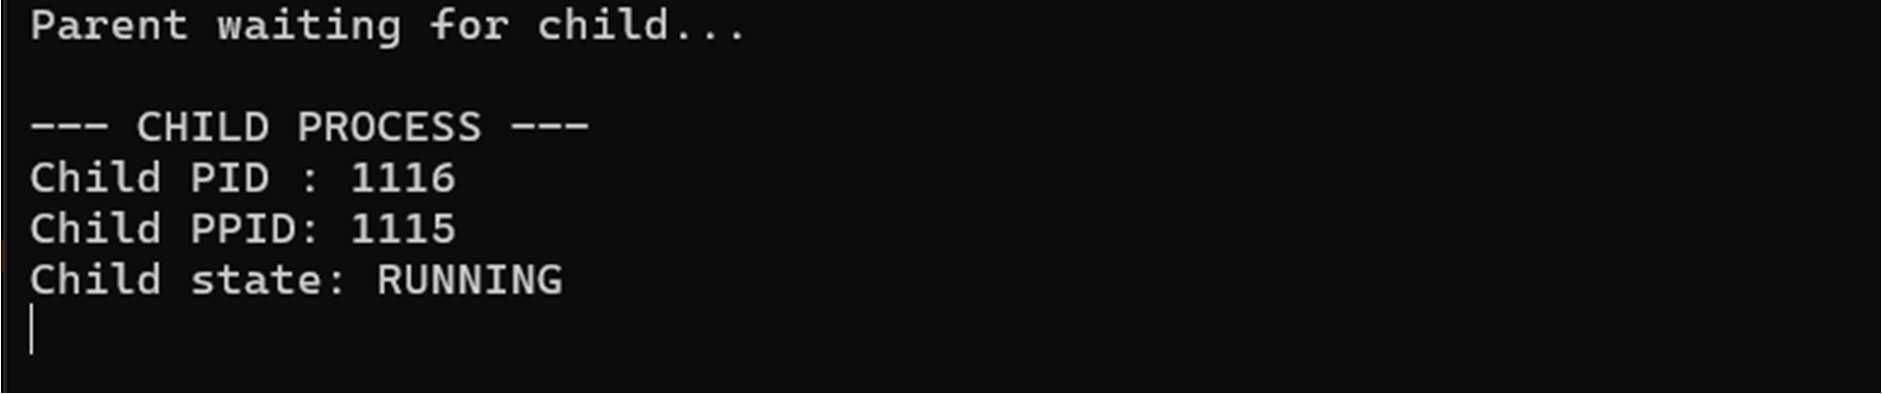 Parent waiting for child...
--- CHILD PROCESS ---
Child PID : 1116
Child PPID: 1115
Child state: RUNNING